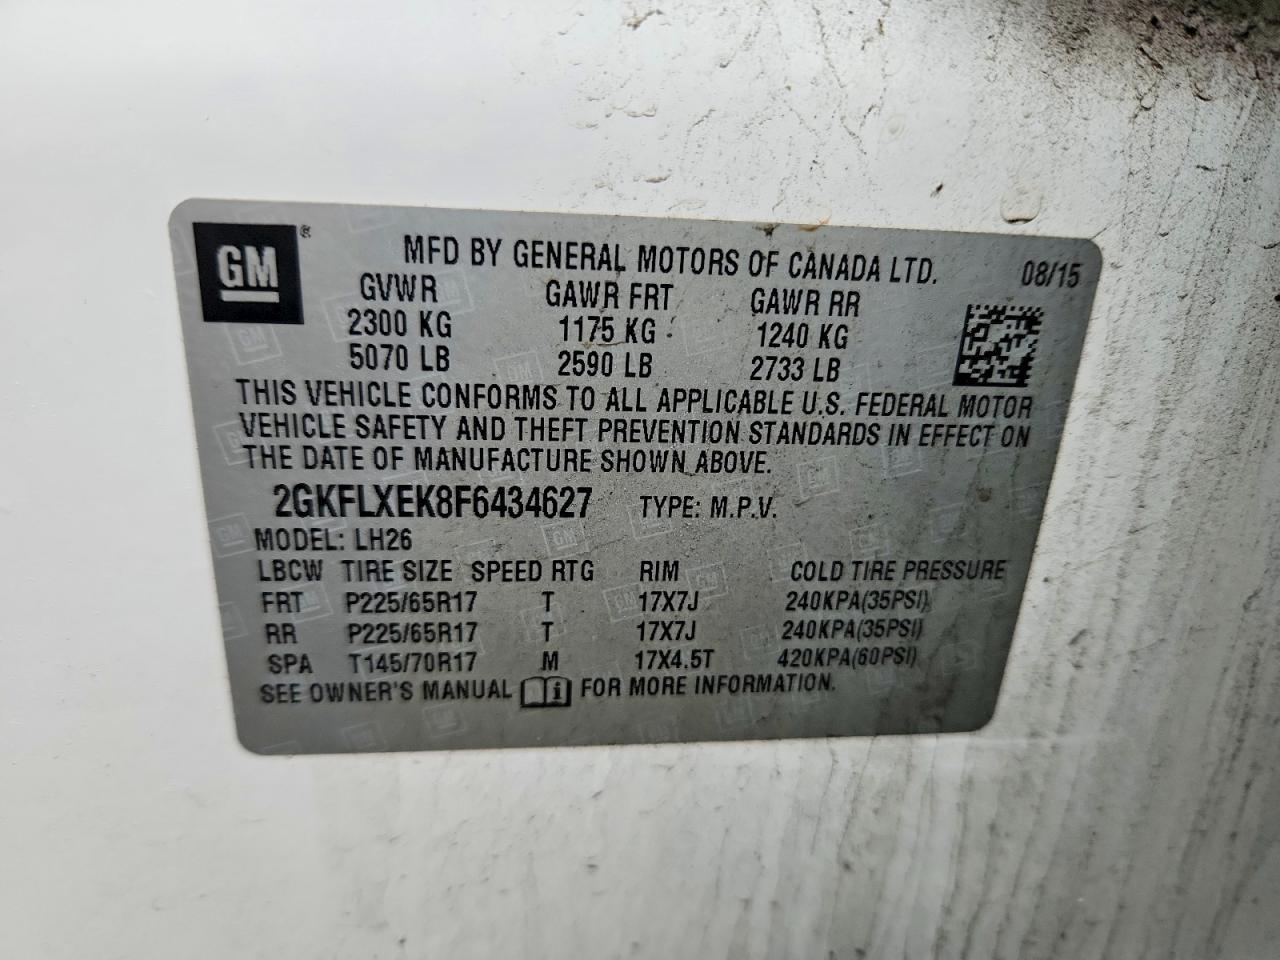 GM ®
MFD BY GENERAL MOTORS OF CANADA LTD. 08/15
GVWR GAWR FRT GAWR RR
2300 KG 1175 KG 1240 KG
5070 LB 2590 LB 2733 LB
THIS VEHICLE CONFORMS TO ALL APPLICABLE U.S. FEDERAL MOTOR
VEHICLE SAFETY AND THEFT PREVENTION STANDARDS IN EFFECT ON
THE DATE OF MANUFACTURE SHOWN ABOVE.
2GKFLXEK8F6434627 TYPE: M.P.V.
MODEL: LH26
LBCW TIRE SIZE SPEED RTG RIM COLD TIRE PRESSURE
FRT P225/65R17 T 17X7J 240KPA(35PSI)
RR P225/65R17 T 17X7J 240KPA(35PSI)
SPA T145/70R17 M 17X4.5T 420KPA(60PSI)
SEE OWNER'S MANUAL i FOR MORE INFORMATION.